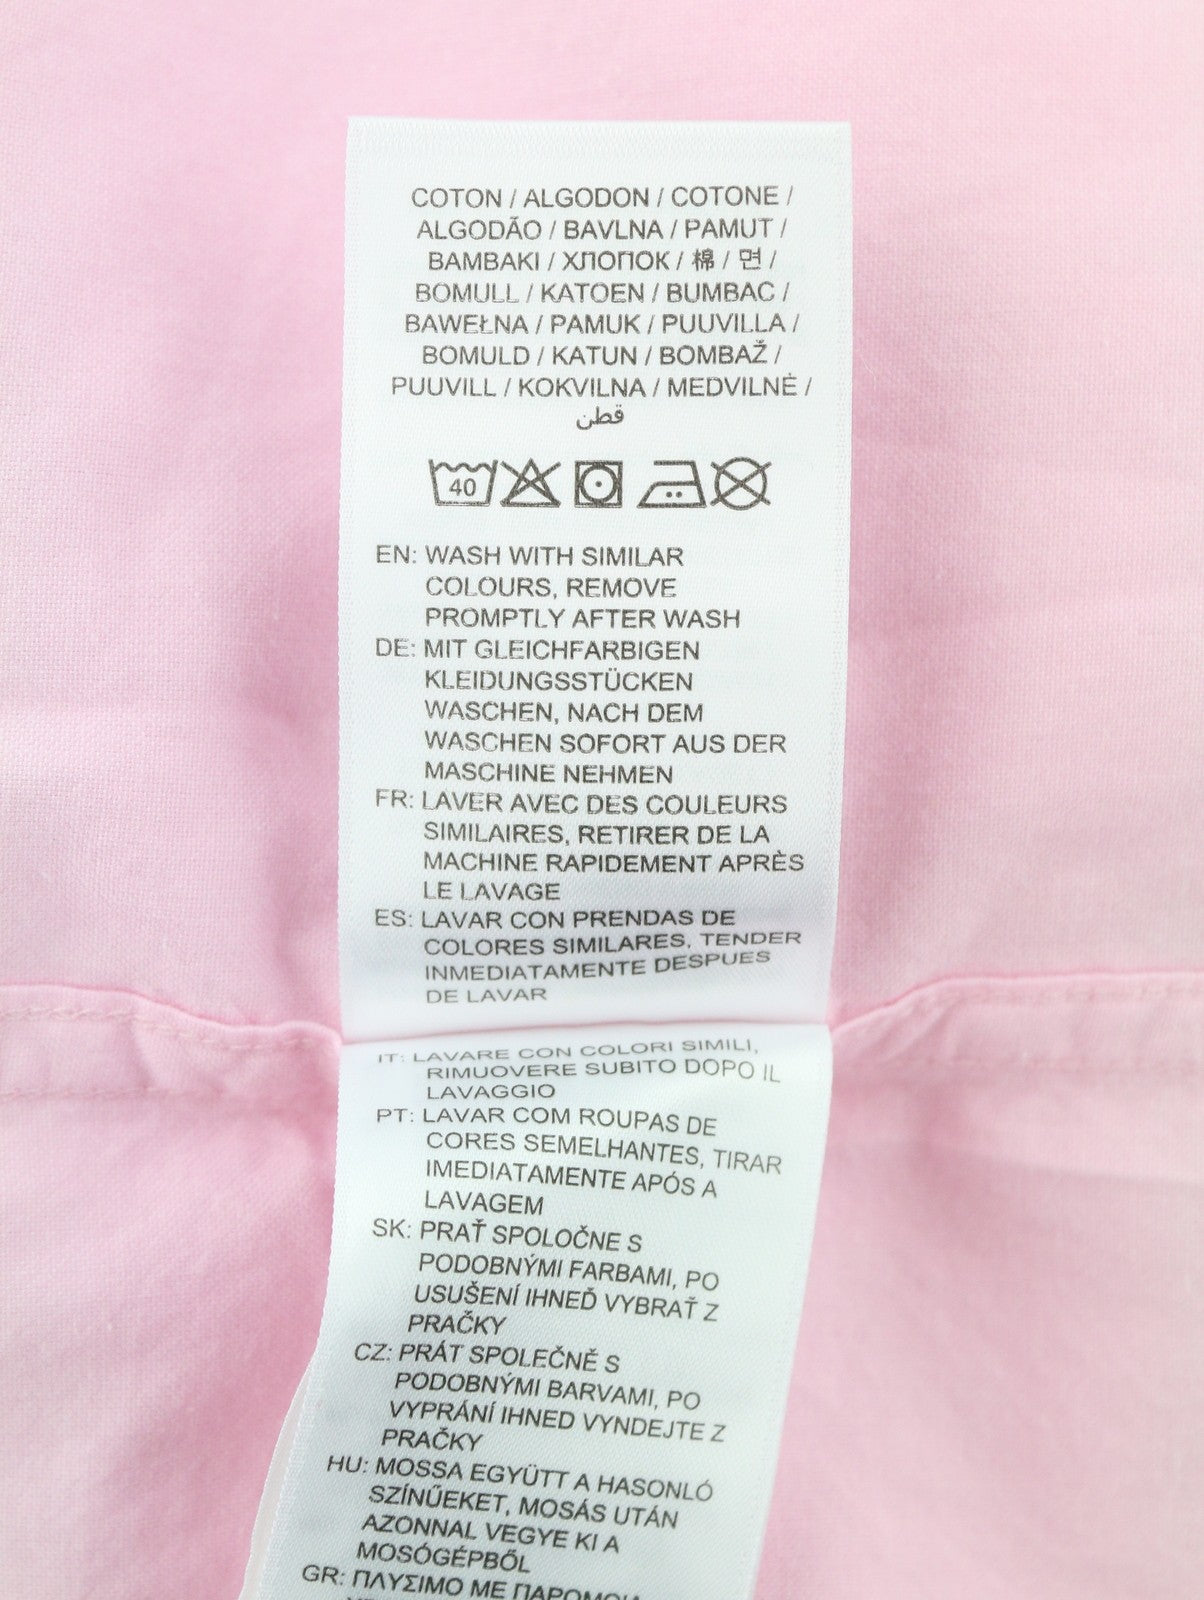 COTON / ALGODON / COTONE /
ALGODÃO / BAVLNA / PAMUT /
BAMBAKI / ХЛОПОК / 棉 / 면 /
BOMULL / KATOEN / BUMBAC /
BAWEŁNA / PAMUK / PUUVILLA /
BOMULD / KATUN / BOMBAŽ /
PUUVILL / KOKVILNA / MEDVILNĖ /
قطن
40
EN: WASH WITH SIMILAR
COLOURS, REMOVE
PROMPTLY AFTER WASH
DE: MIT GLEICHFARBIGEN
KLEIDUNGSSTÜCKEN
WASCHEN, NACH DEM
WASCHEN SOFORT AUS DER
MASCHINE NEHMEN
FR: LAVER AVEC DES COULEURS
SIMILAIRES, RETIRER DE LA
MACHINE RAPIDEMENT APRÈS
LE LAVAGE
ES: LAVAR CON PRENDAS DE
COLORES SIMILARES, TENDER
INMEDIATAMENTE DESPUES
DE LAVAR
IT: LAVARE CON COLORI SIMILI,
RIMUOVERE SUBITO DOPO IL
LAVAGGIO
PT: LAVAR COM ROUPAS DE
CORES SEMELHANTES, TIRAR
IMEDIATAMENTE APÓS A
LAVAGEM
SK: PRAŤ SPOLOČNE S
PODOBNÝMI FARBAMI, PO
USUŠENÍ IHNEĎ VYBRAŤ Z
PRAČKY
CZ: PRÁT SPOLEČNĚ S
PODOBNÝMI BARVAMI, PO
VYPRÁNÍ IHNED VYNDEJTE Z
PRAČKY
HU: MOSSA EGYÜTT A HASONLÓ
SZÍNŰEKET, MOSÁS UTÁN
AZONNAL VEGYE KI A
MOSÓGÉPBŐL
GR: ΠΛΥΣΙΜΟ ΜΕ